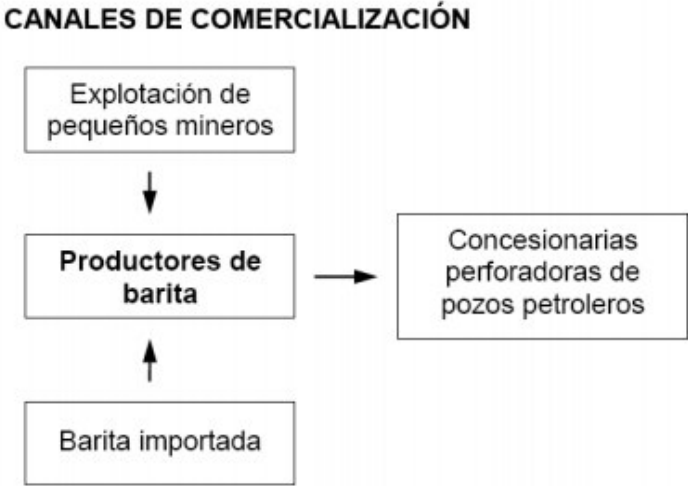 CANALES DE COMERCIALIZACIÓN
Explotación de
pequeños mineros
Productores de
barita
Concesionarias
perforadoras de
pozos petroleros
Barita importada